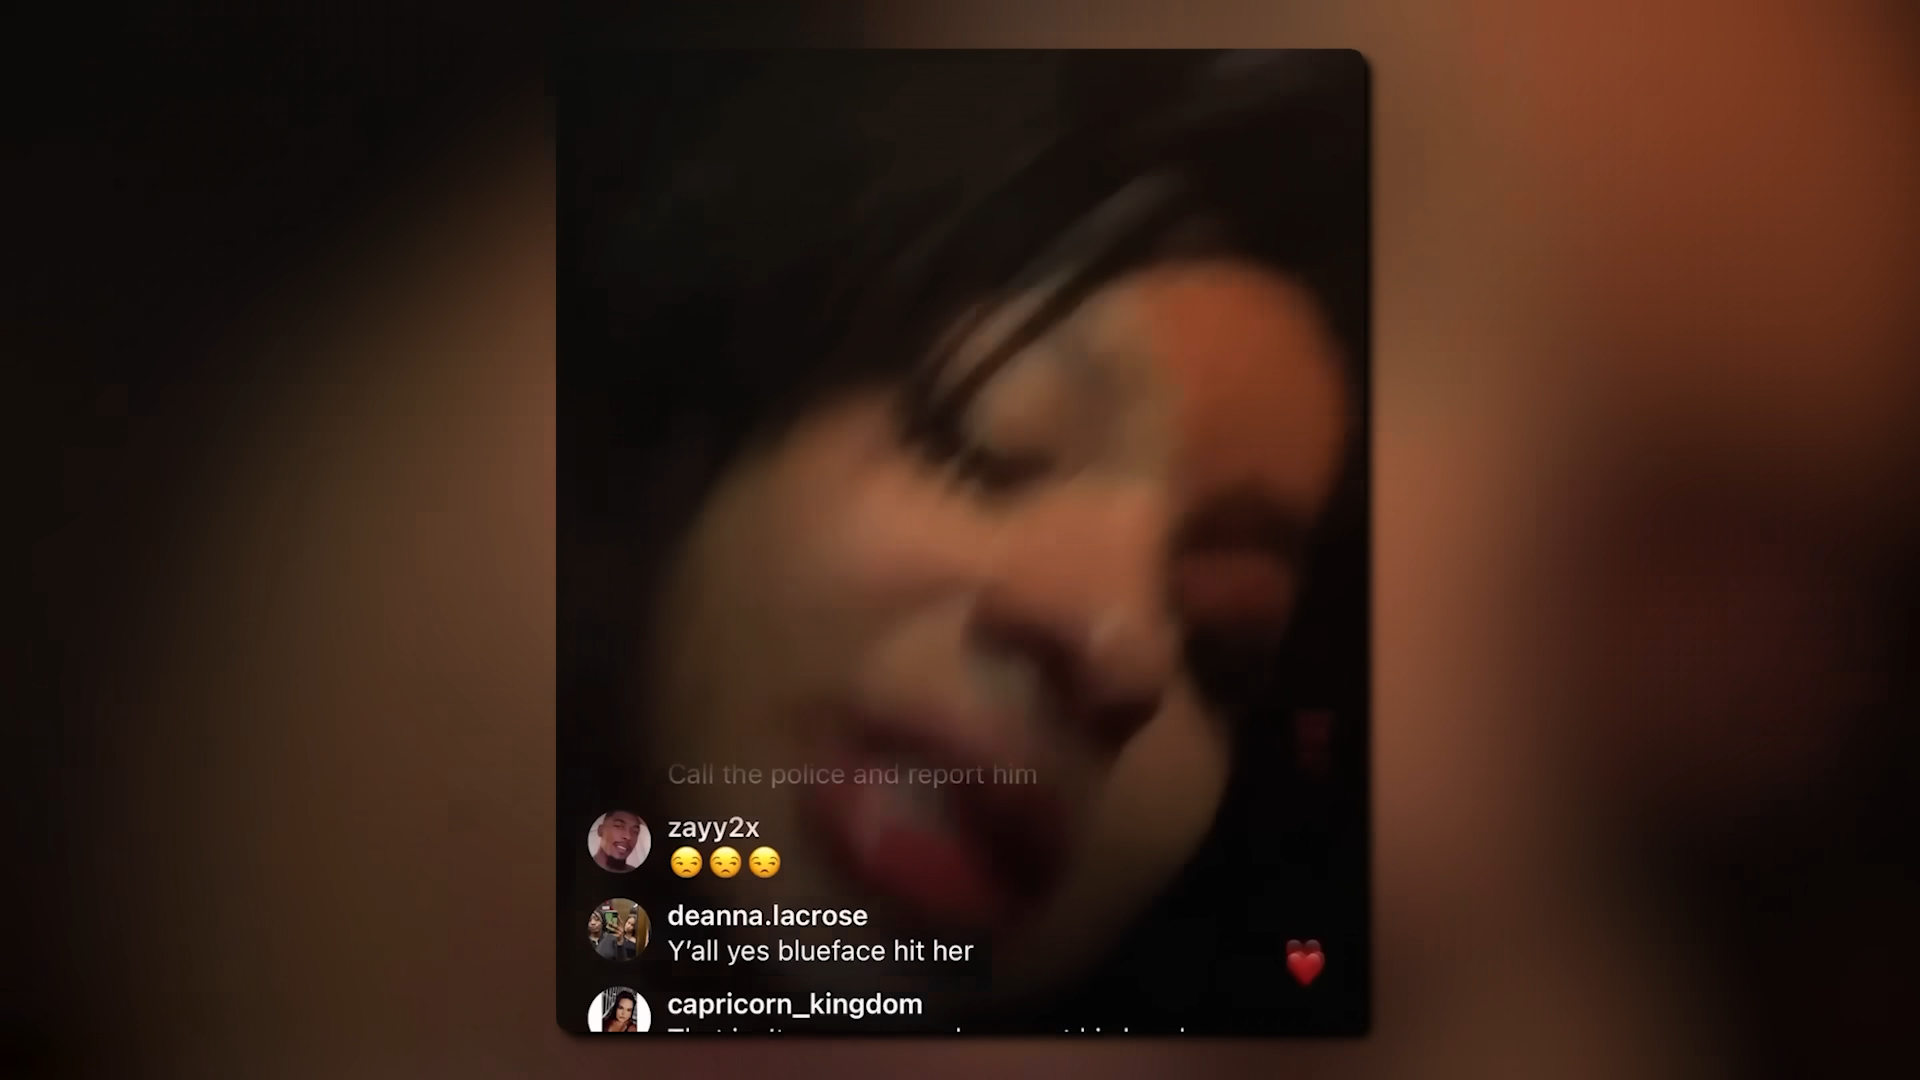 Call the police and report him
zayy2x
😒😒😒
deanna.lacrose
Y'all yes blueface hit her
capricorn_kingdom